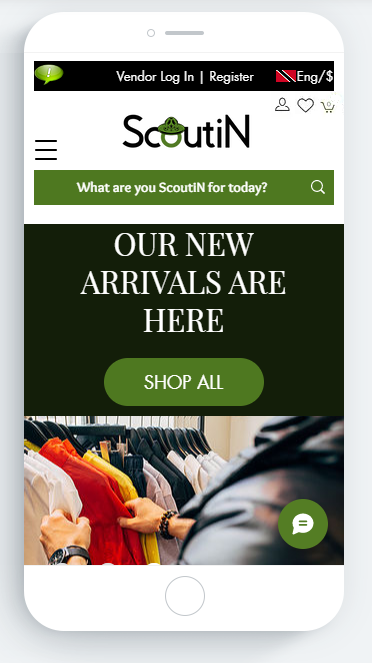 Vendor Log In | Register
Eng/$
0
ScoutiN
What are you ScoutiN for today?
OUR NEW
ARRIVALS ARE
HERE
SHOP ALL